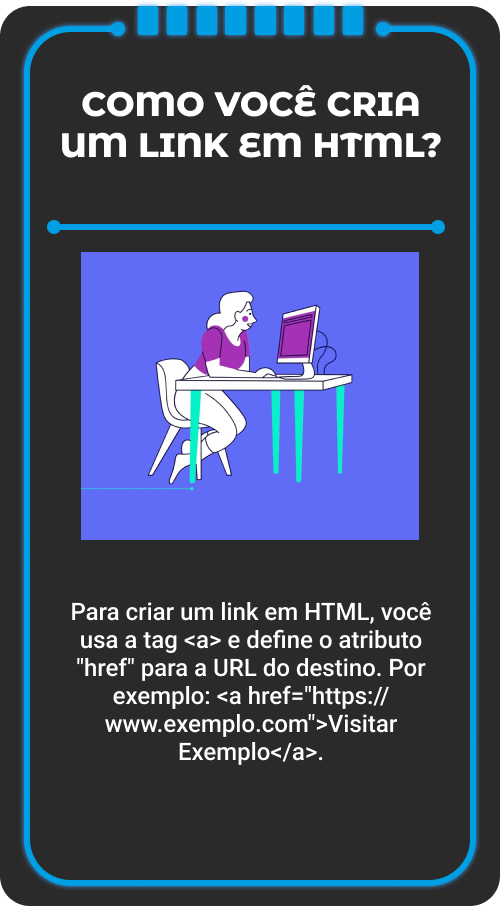 COMO VOCÊ CRIA
UM LINK EM HTML?
Para criar um link em HTML, você
usa a tag <a> e define o atributo
"href" para a URL do destino. Por
exemplo: <a href="https://
www.exemplo.com">Visitar
Exemplo</a>.